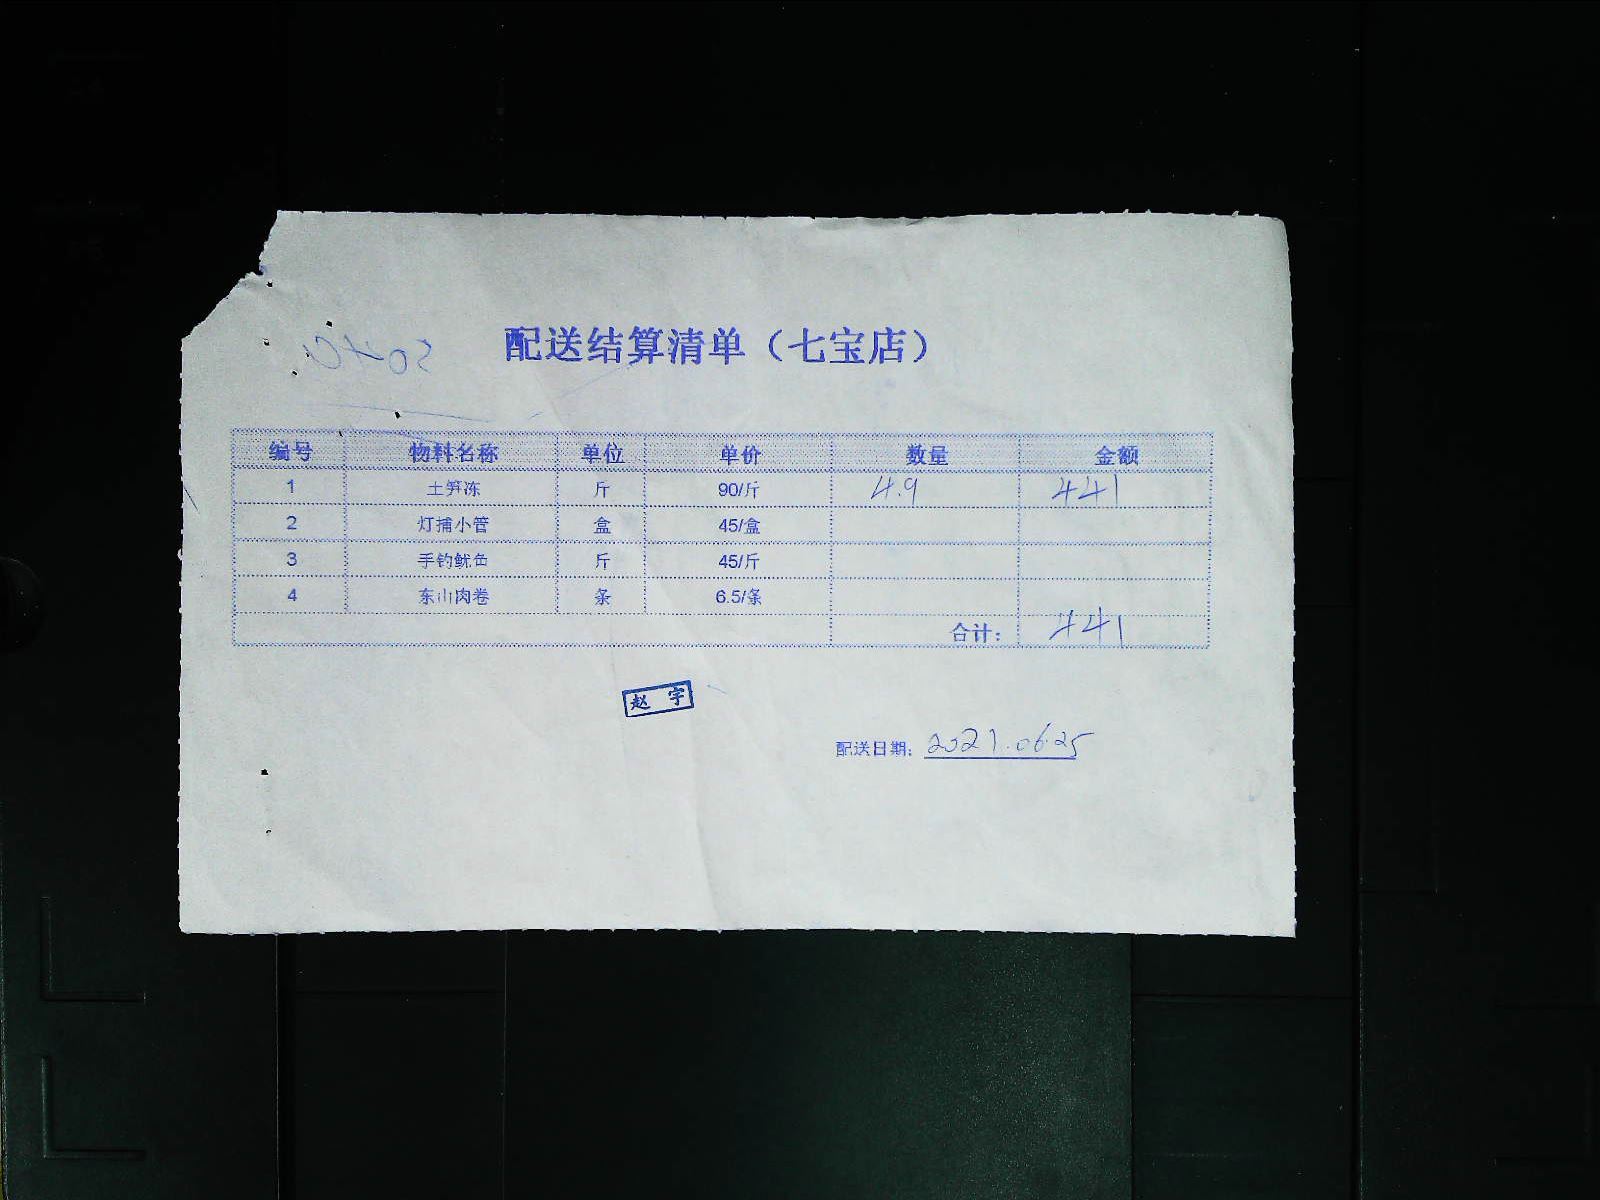 配送结算清单（七宝店）
编号 物料名称 单位 单价 数量 金额
1 土笋冻 斤 90/斤 4.9 441
2 灯捕小管 盒 45/盒
3 手钓鱿鱼 斤 45/斤
4 东山肉卷 条 6.5/条
合计： 441
赵宇
配送日期： 2021.06.25